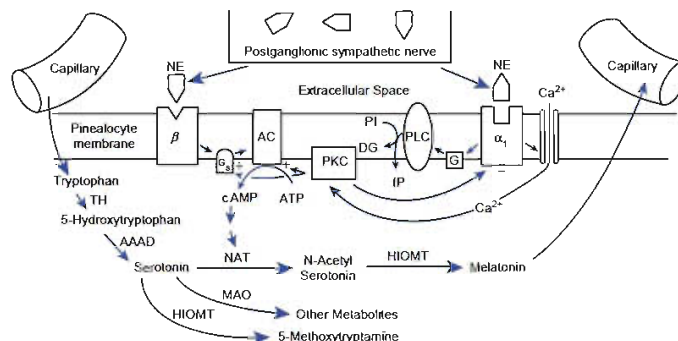 Postganglionic sympathetic nerve
Capillary
NE
NE
Capillary
Extracellular Space
Ca2+
Pinealocyte
membrane
β
AC
PI
PLC
α1
DG
PKC
G
Gs
+
+
−
IP
Tryptophan
cAMP
ATP
Ca2+
TH
5-Hydroxytryptophan
AAAD
Serotonin
NAT
N-Acetyl
Serotonin
HIOMT
Melatonin
MAO
HIOMT
Other Metabolites
5-Methoxytryptamine